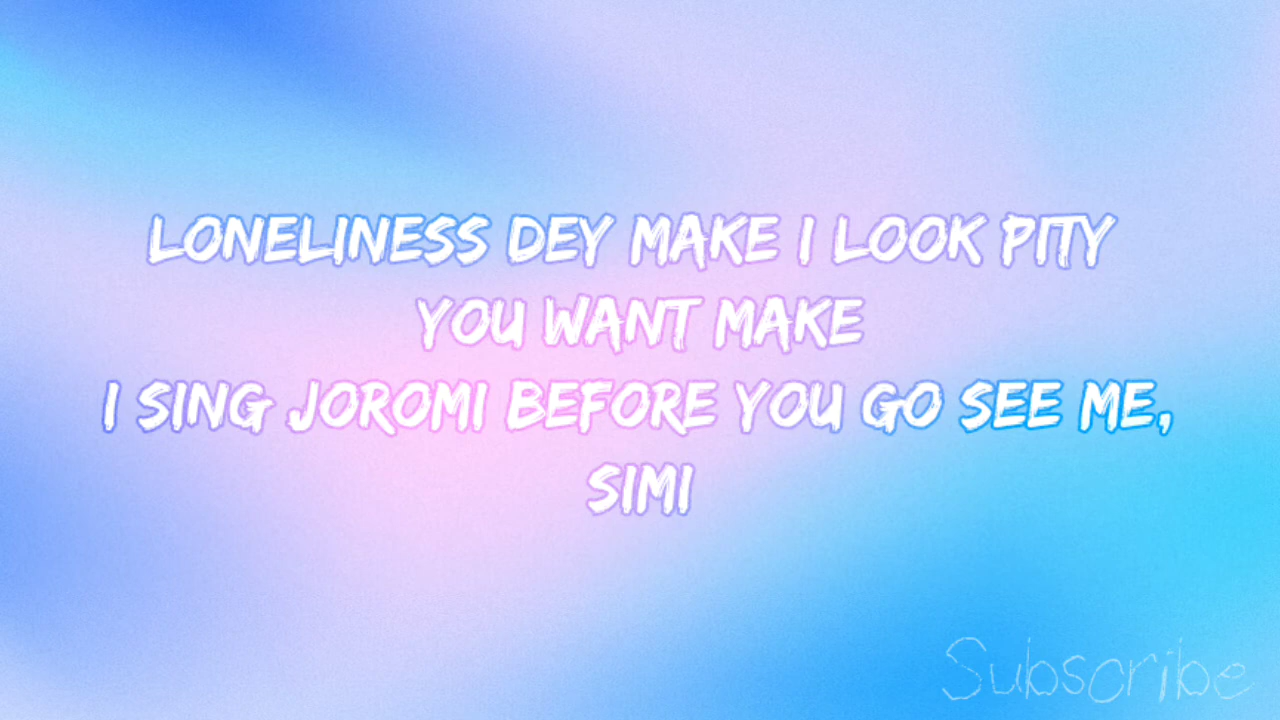 LONELINESS DEY MAKE I LOOK PITY
YOU WANT MAKE
I SING JOROMI BEFORE YOU GO SEE ME,
SIMI
Subscribe